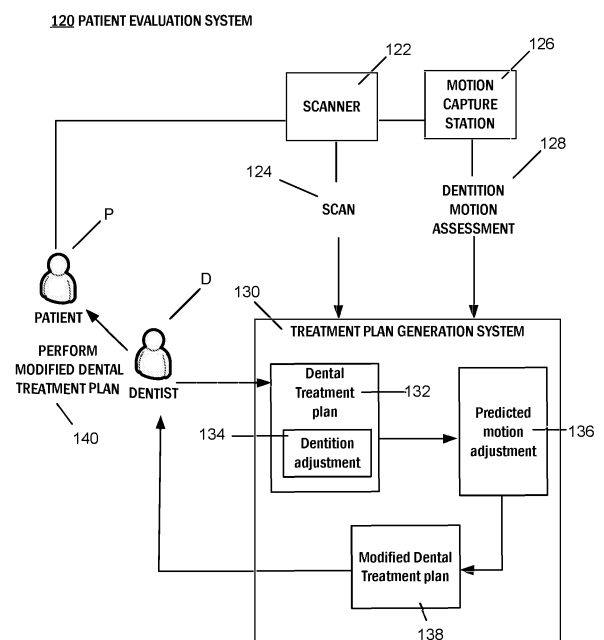 120 PATIENT EVALUATION SYSTEM
122
126
SCANNER
MOTION
CAPTURE
STATION
128
124
SCAN
DENTITION
MOTION
ASSESSMENT
P
D
130
PATIENT
TREATMENT PLAN GENERATION SYSTEM
PERFORM
MODIFIED DENTAL
TREATMENT PLAN
DENTIST
140
Dental
Treatment
plan
132
134
Dentition
adjustment
Predicted
motion
adjustment
136
Modified Dental
Treatment plan
138